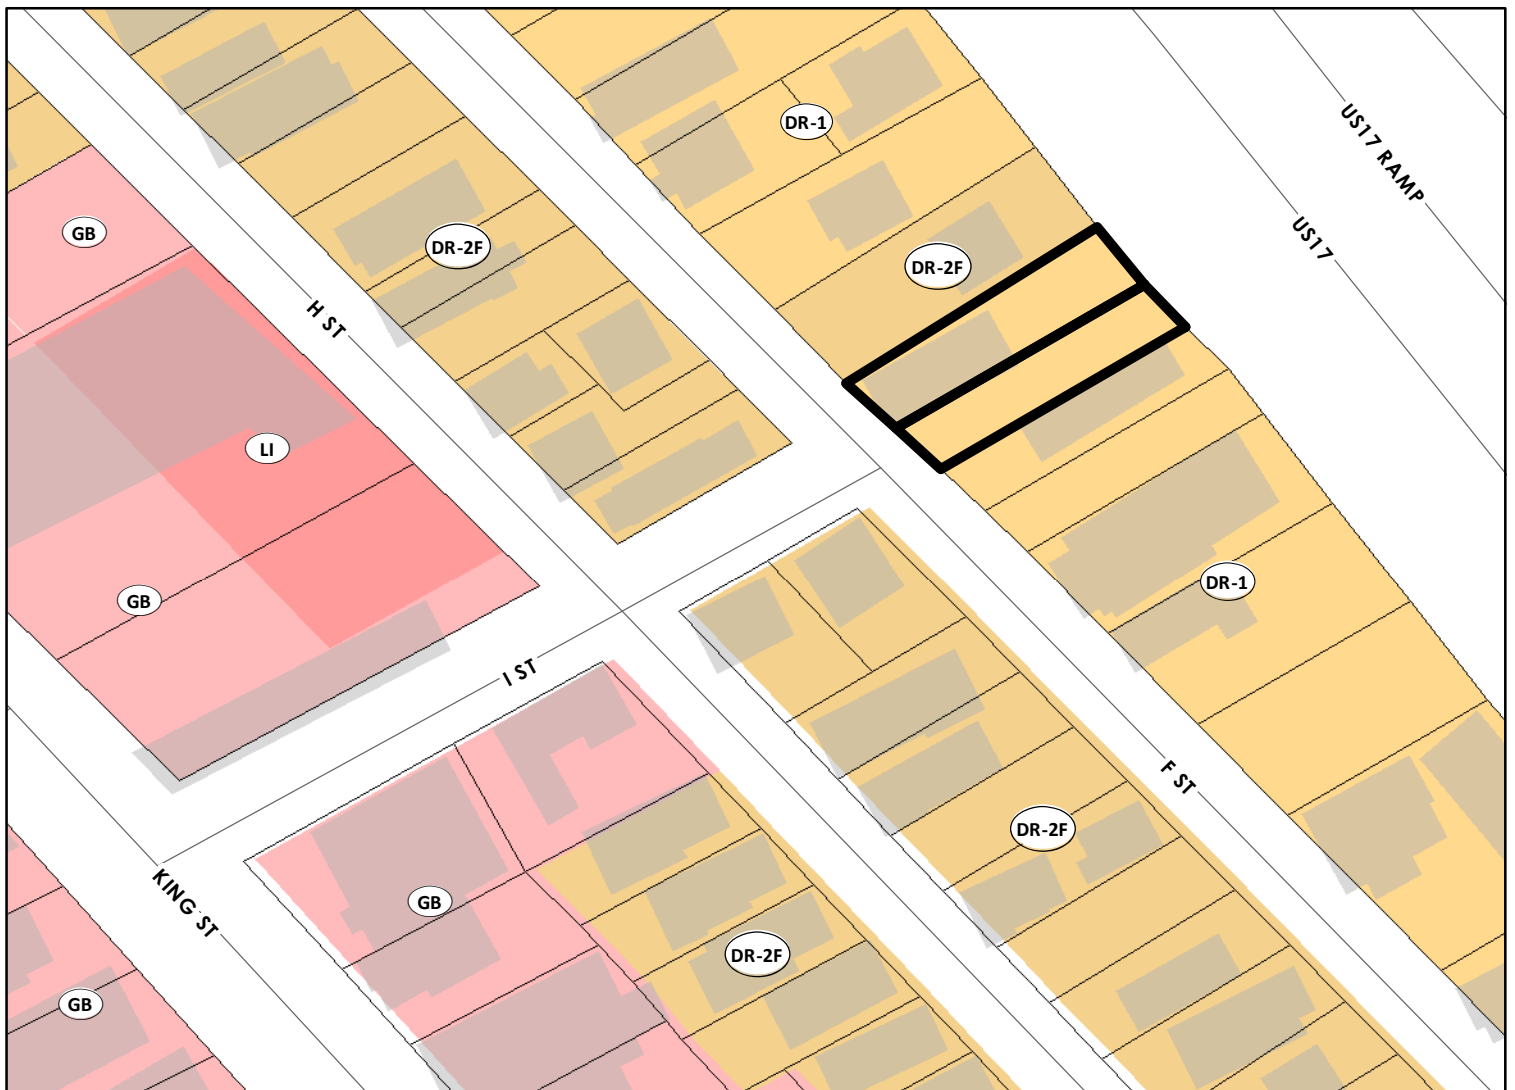 DR-1
US17 RAMP
GB
DR-2F
US17
DR-2F
H ST
LI
DR-1
GB
I ST
F ST
DR-2F
KING ST
GB
DR-2F
GB